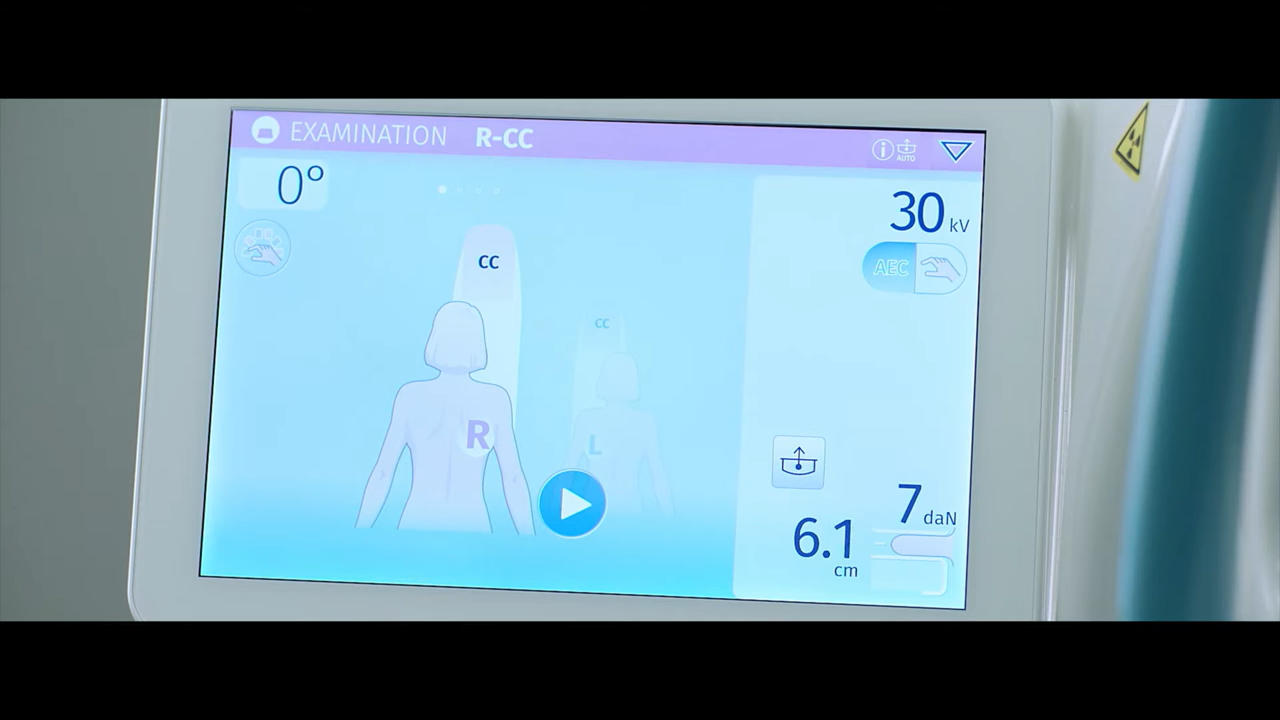 EXAMINATION R-CC
i AUTO
0°
30 kV
AEC
CC
CC
R
L
7 daN
6.1 cm